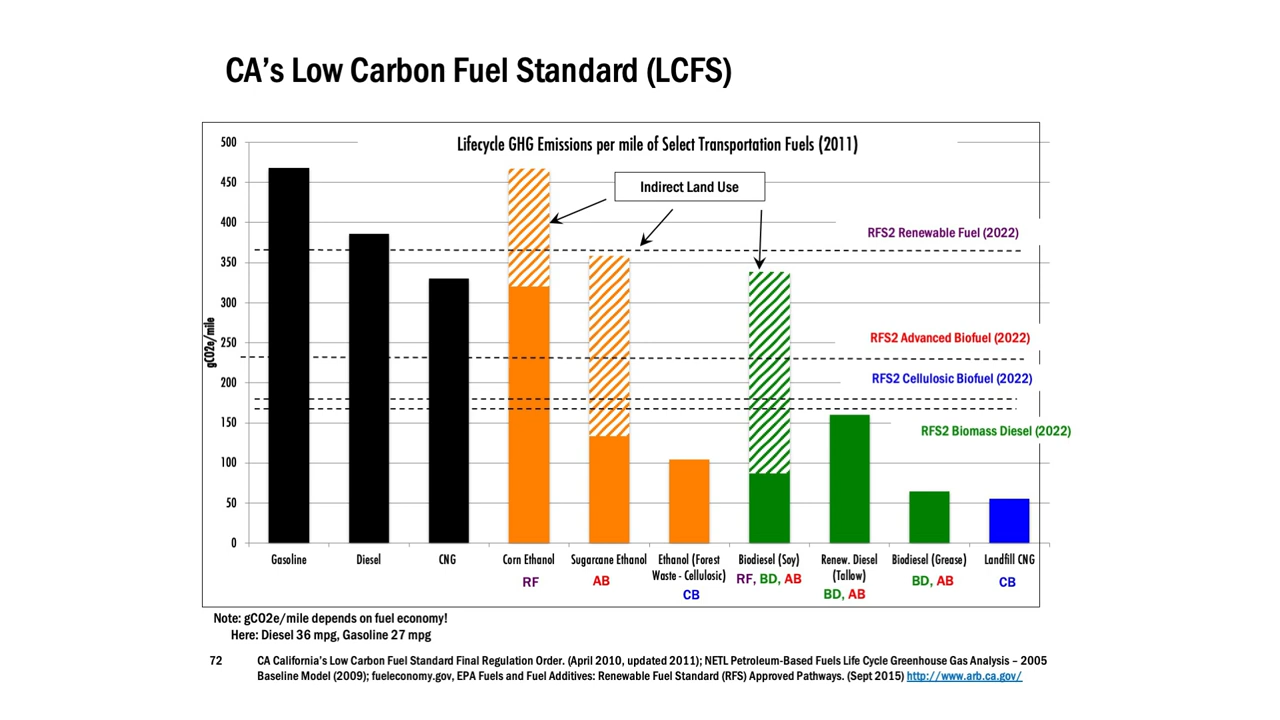 CA's Low Carbon Fuel Standard (LCFS)
Lifecycle GHG Emissions per mile of Select Transportation Fuels (2011)
500
450
400
350
300
250
200
150
100
50
0
gCO2e/mile
Indirect Land Use
RFS2 Renewable Fuel (2022)
RFS2 Advanced Biofuel (2022)
RFS2 Cellulosic Biofuel (2022)
RFS2 Biomass Diesel (2022)
Gasoline
Diesel
CNG
Corn Ethanol
RF
Sugarcane Ethanol
AB
Ethanol (Forest
Waste - Cellulosic)
CB
Biodiesel (Soy)
RF, BD, AB
Renew. Diesel
(Tallow)
BD, AB
Biodiesel (Grease)
BD, AB
Landfill CNG
CB
Note: gCO2e/mile depends on fuel economy!
Here: Diesel 36 mpg, Gasoline 27 mpg
72
CA California's Low Carbon Fuel Standard Final Regulation Order. (April 2010, updated 2011); NETL Petroleum-Based Fuels Life Cycle Greenhouse Gas Analysis – 2005
Baseline Model (2009); fueleconomy.gov, EPA Fuels and Fuel Additives: Renewable Fuel Standard (RFS) Approved Pathways. (Sept 2015) http://www.arb.ca.gov/